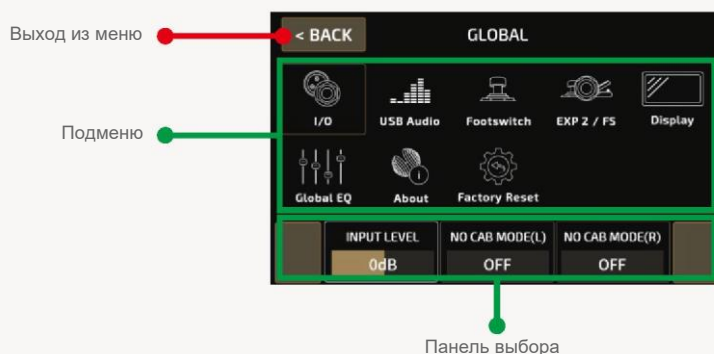 Выход из меню
< BACK
GLOBAL
Подменю
I/O
USB Audio
Footswitch
EXP 2 / FS
Display
Global EQ
About
Factory Reset
INPUT LEVEL
NO CAB MODE(L)
NO CAB MODE(R)
0dB
OFF
OFF
Панель выбора